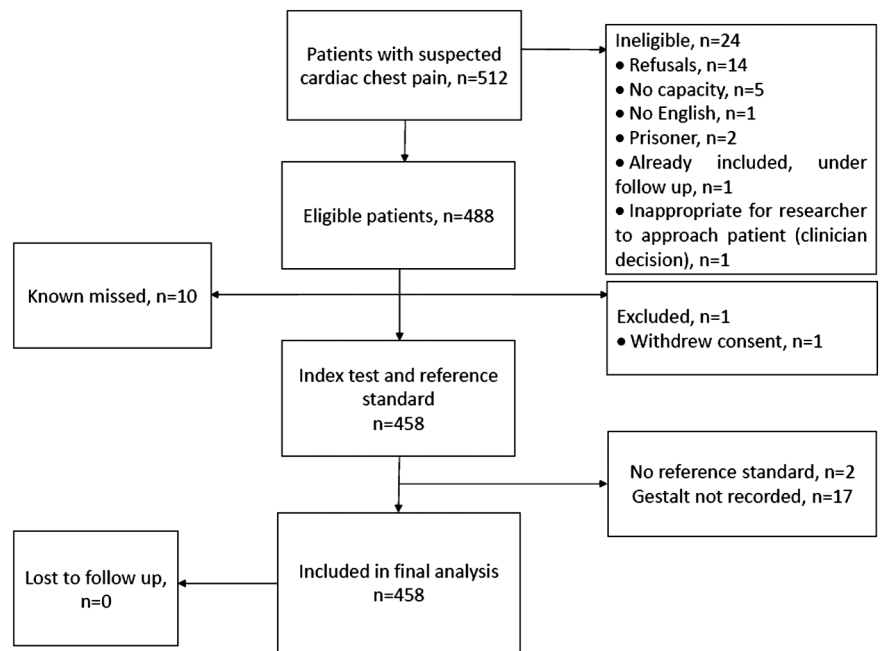 Patients with suspected
cardiac chest pain, n=512
Ineligible, n=24
• Refusals, n=14
• No capacity, n=5
• No English, n=1
• Prisoner, n=2
• Already included, under
follow up, n=1
• Inappropriate for researcher
to approach patient (clinician
decision), n=1
Eligible patients, n=488
Known missed, n=10
Excluded, n=1
• Withdrew consent, n=1
Index test and reference
standard
n=458
No reference standard, n=2
Gestalt not recorded, n=17
Included in final analysis
n=458
Lost to follow up,
n=0